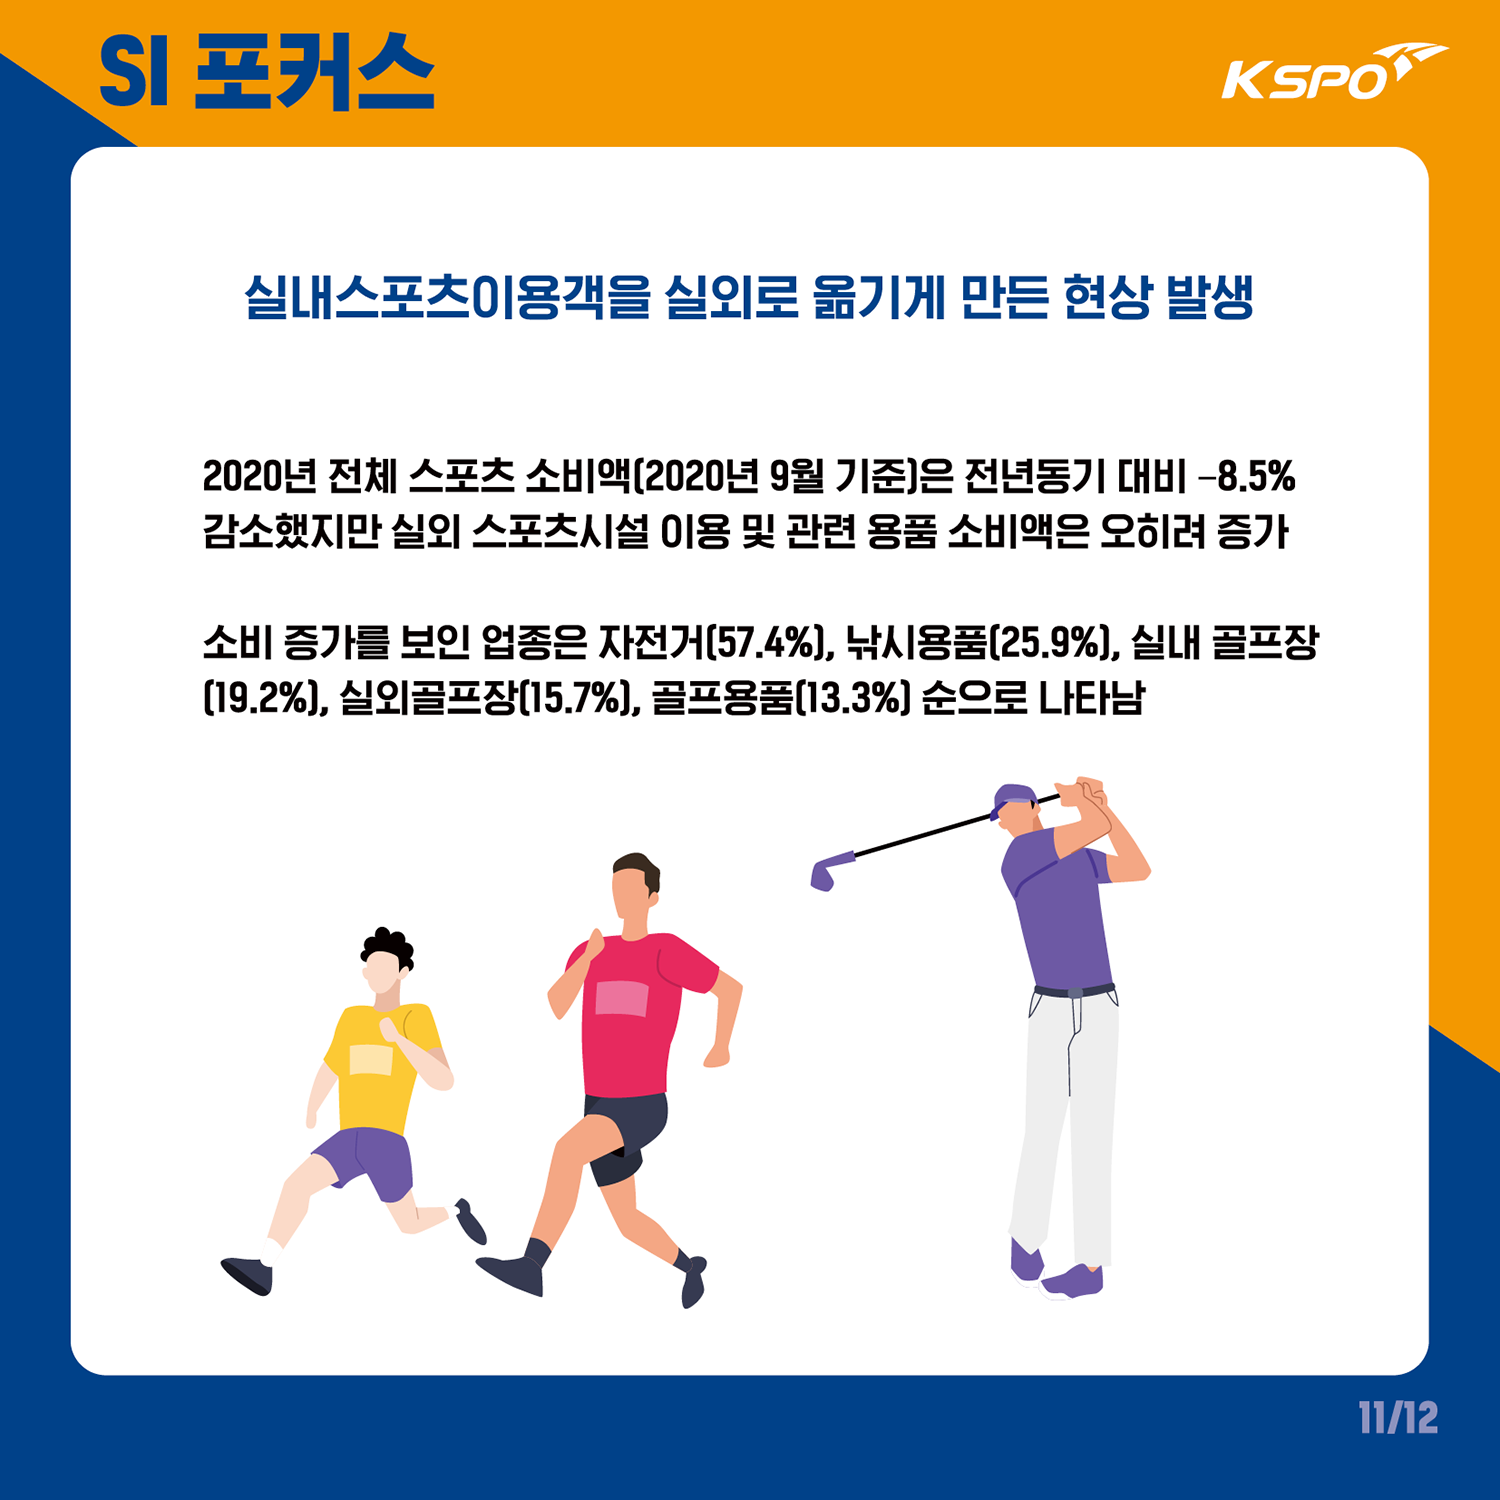 SI 포커스
KSPO
실내스포츠이용객을 실외로 옮기게 만든 현상 발생
2020년 전체 스포츠 소비액(2020년 9월 기준)은 전년동기 대비 -8.5%
감소했지만 실외 스포츠시설 이용 및 관련 용품 소비액은 오히려 증가
소비 증가를 보인 업종은 자전거(57.4%), 낚시용품(25.9%), 실내 골프장
(19.2%), 실외골프장(15.7%), 골프용품(13.3%) 순으로 나타남
11/12